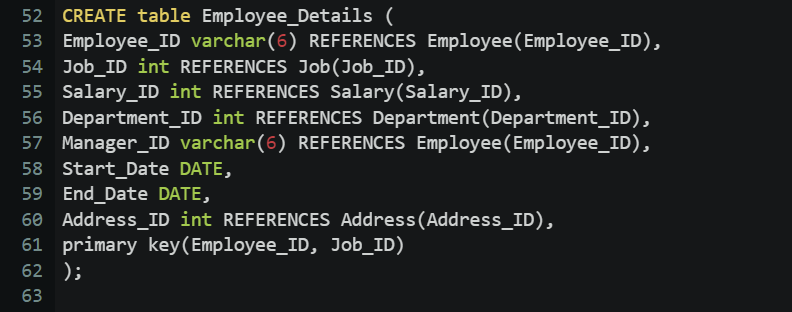 52 CREATE table Employee_Details (
53 Employee_ID varchar(6) REFERENCES Employee(Employee_ID),
54 Job_ID int REFERENCES Job(Job_ID),
55 Salary_ID int REFERENCES Salary(Salary_ID),
56 Department_ID int REFERENCES Department(Department_ID),
57 Manager_ID varchar(6) REFERENCES Employee(Employee_ID),
58 Start_Date DATE,
59 End_Date DATE,
60 Address_ID int REFERENCES Address(Address_ID),
61 primary key(Employee_ID, Job_ID)
62 );
63